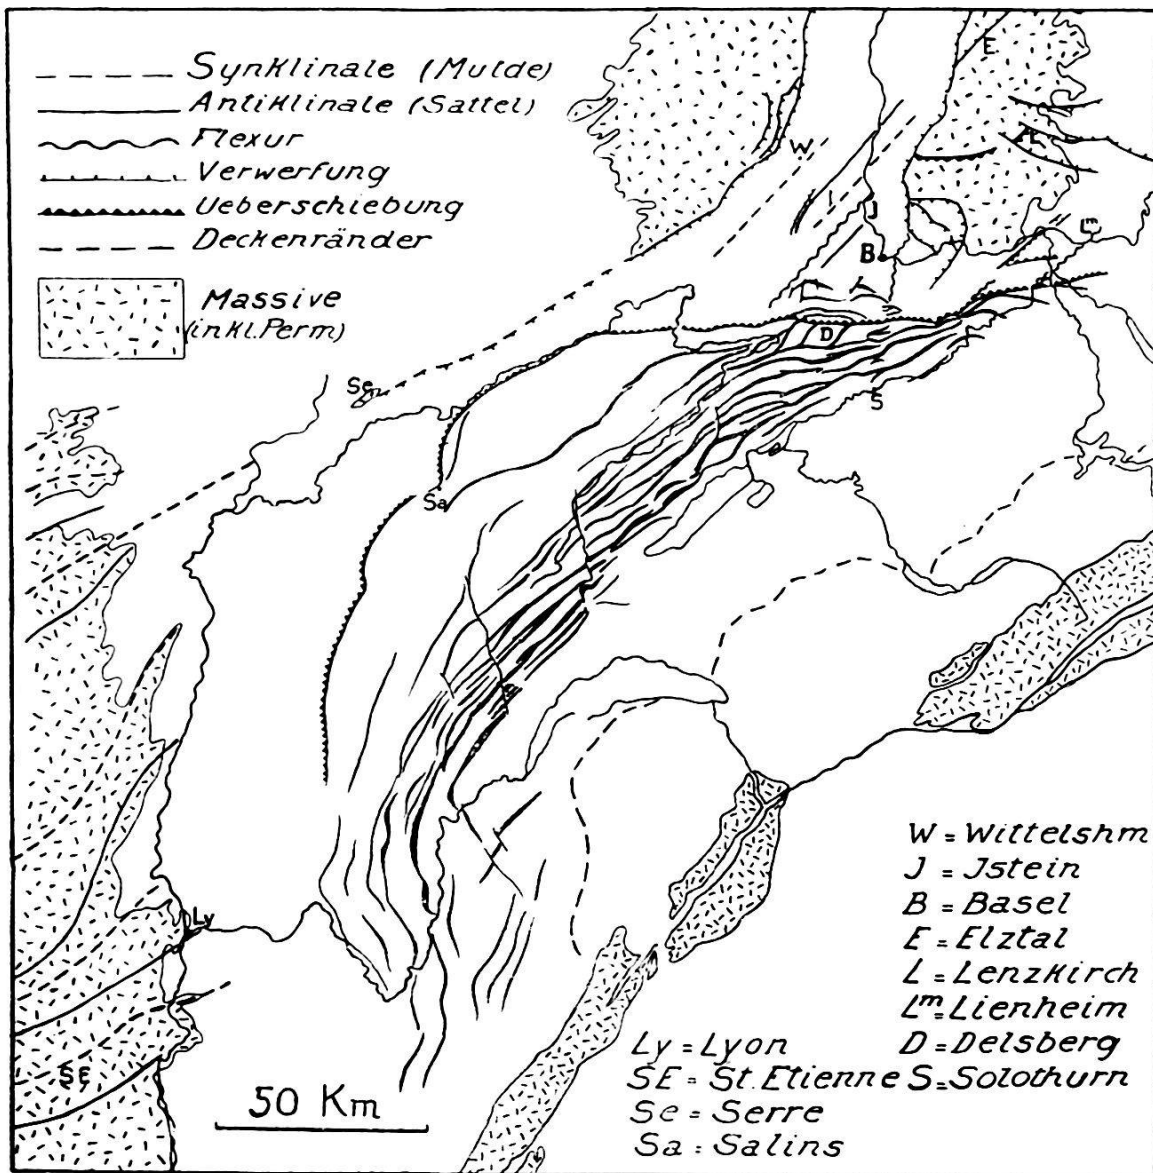 Synklinale (Mulde)
Antiklinale (Sattel)
Flexur
Verwerfung
Ueberschiebung
Deckenränder
Massive
(inkl. Perm)
E
W
L
J
Lm
B
D
Se
S
Sa
Ly
SE
50 Km
W = Wittelshm
J = Jstein
B = Basel
E = Elztal
L = Lenzkirch
Lm = Lienheim
Ly = Lyon D = Delsberg
SE = St. Etienne S = Solothurn
Se = Serre
Sa = Salins